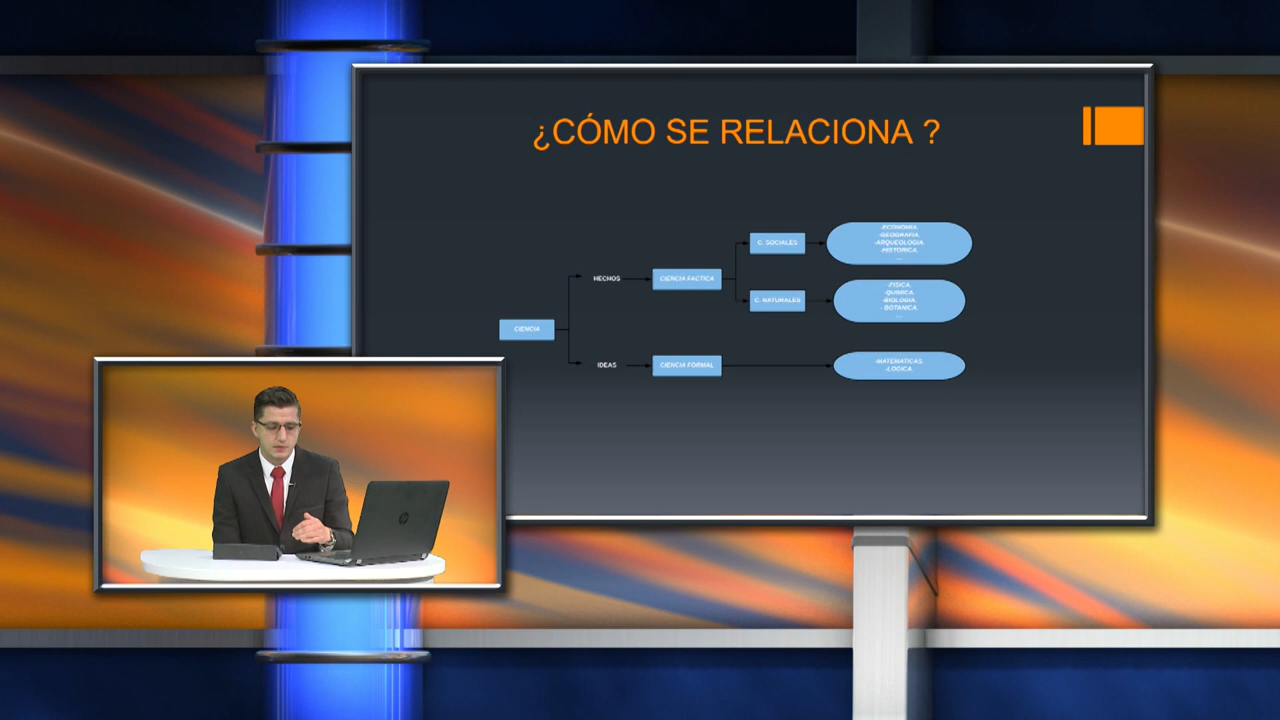 ¿CÓMO SE RELACIONA ?
CIENCIA
HECHOS
CIENCIA FACTICA
C. SOCIALES
-ECONOMIA.
-GEOGRAFIA.
-ARQUEOLOGIA.
-HISTORICA.
...
C. NATURALES
-FISICA.
-QUIMICA.
-BIOLOGIA.
- BOTANICA.
...
IDEAS
CIENCIA FORMAL
-MATEMATICAS.
-LOGICA.
hp